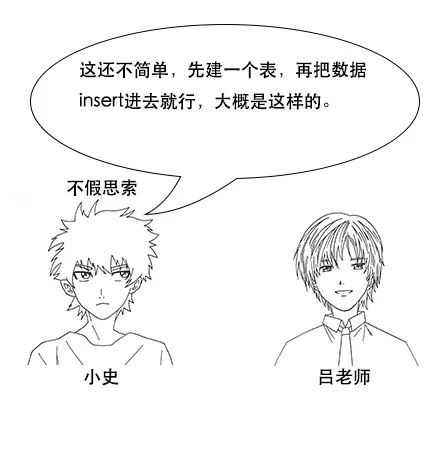 这还不简单，先建一个表，再把数据
insert进去就行，大概是这样的。
不假思索
小史
吕老师